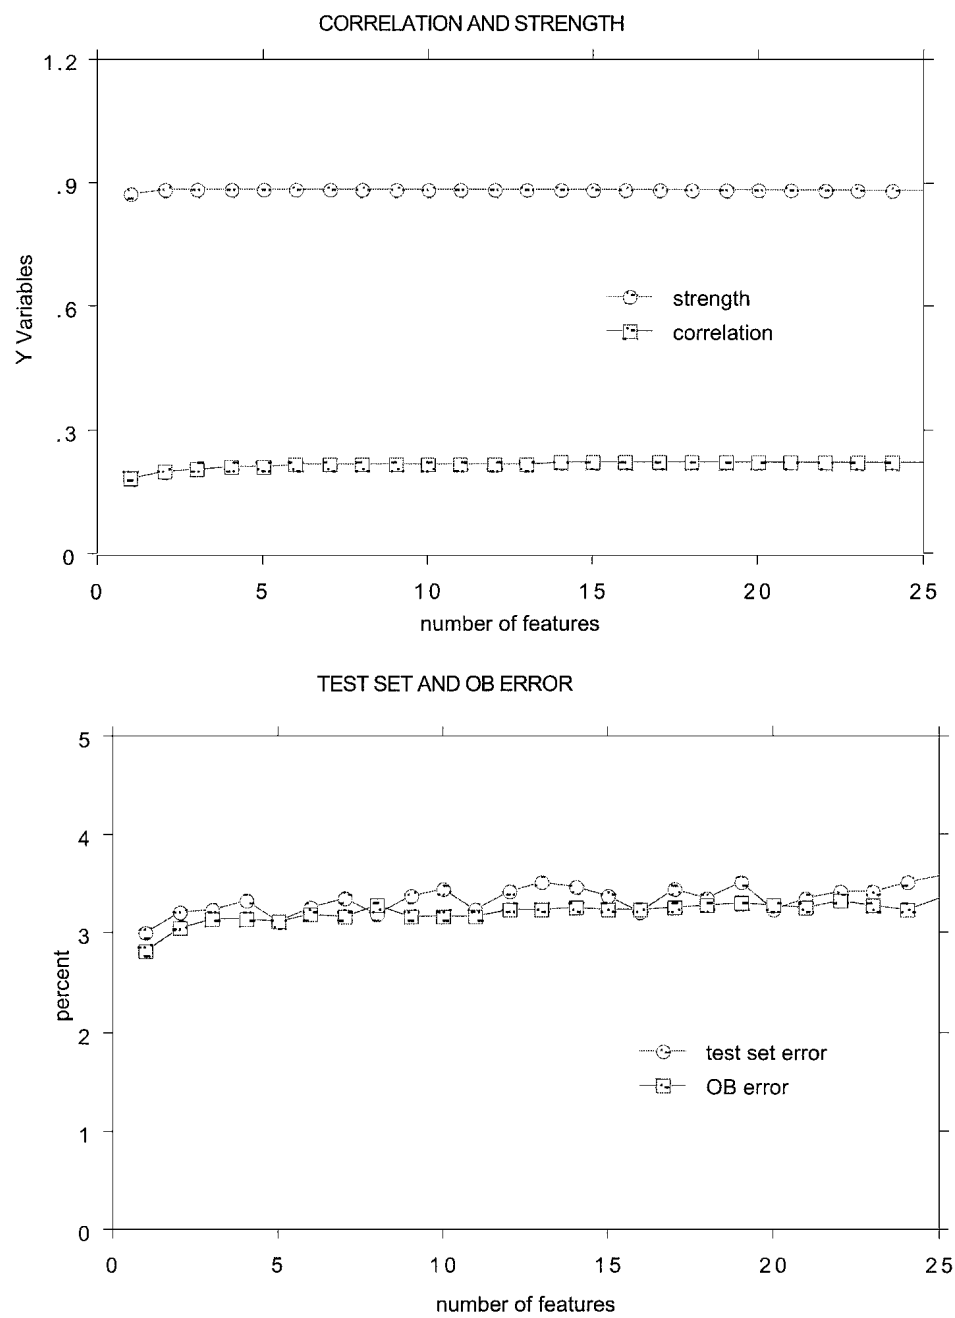 CORRELATION AND STRENGTH
1.2
.9
.6
.3
0
Y Variables
strength
correlation
0 5 10 15 20 25
number of features
TEST SET AND OB ERROR
5
4
3
2
1
0
percent
test set error
OB error
0 5 10 15 20 25
number of features